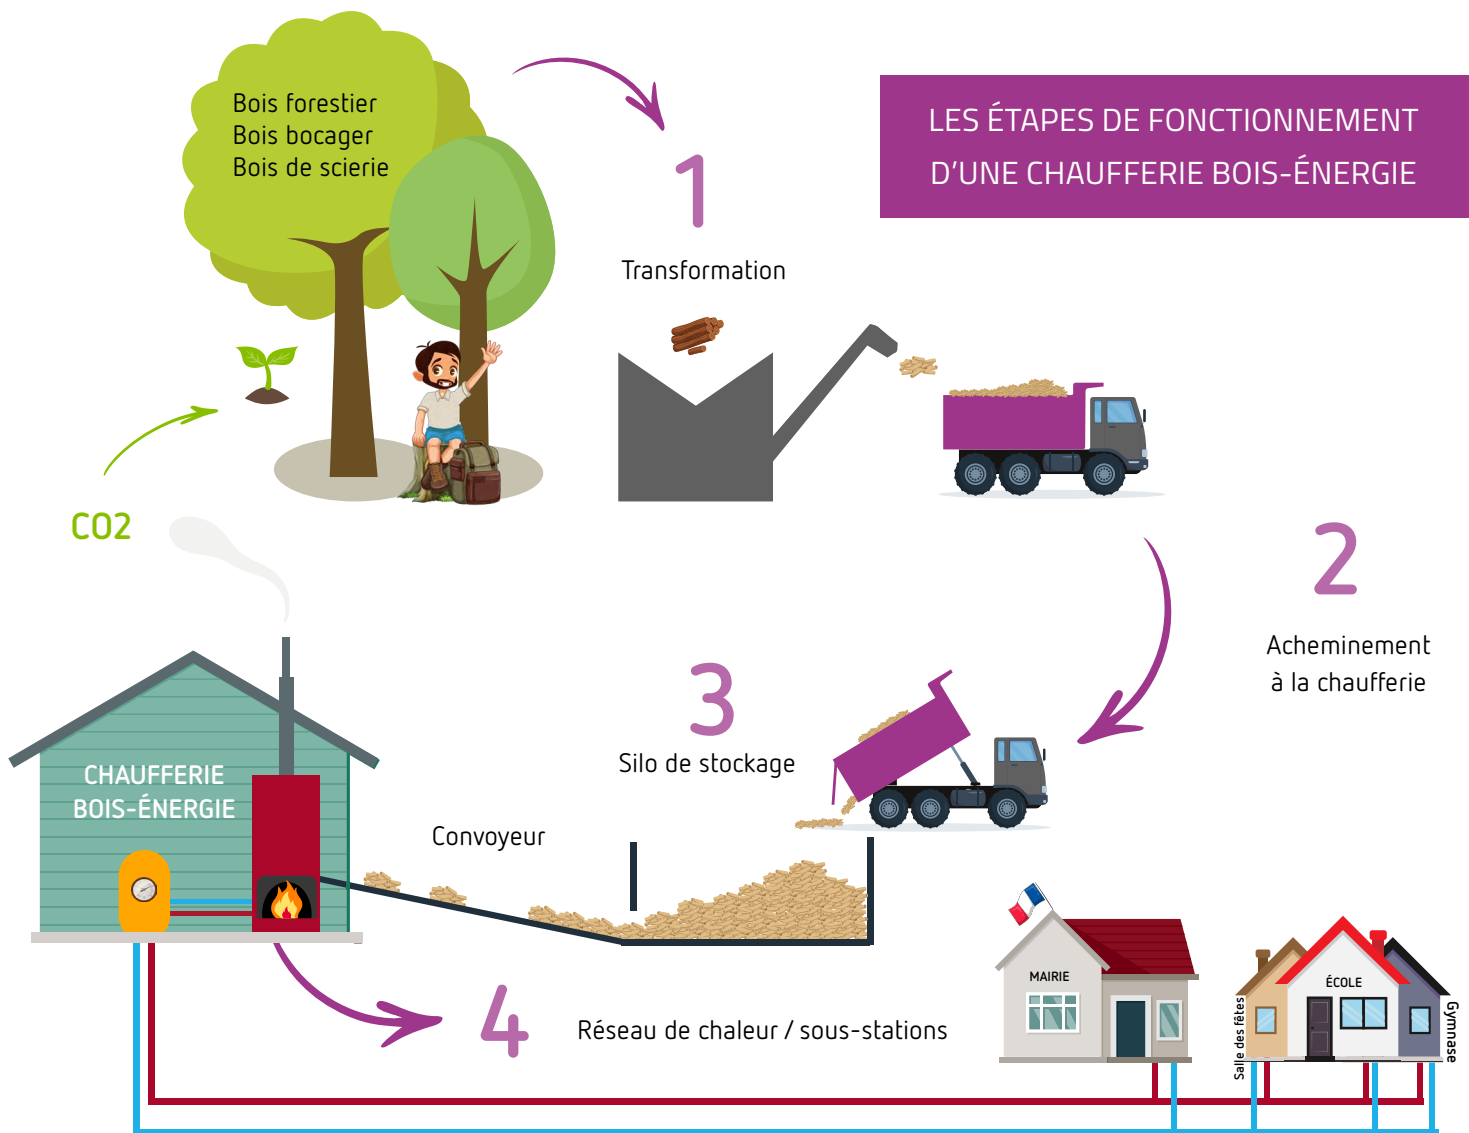 LES ÉTAPES DE FONCTIONNEMENT
D’UNE CHAUFFERIE BOIS-ÉNERGIE
Bois forestier
Bois bocager
Bois de scierie
1
Transformation
2
Acheminement
à la chaufferie
CO2
3
Silo de stockage
CHAUFFERIE
BOIS-ÉNERGIE
Convoyeur
4
Réseau de chaleur / sous-stations
MAIRIE
Salle des fêtes
ÉCOLE
Gymnase